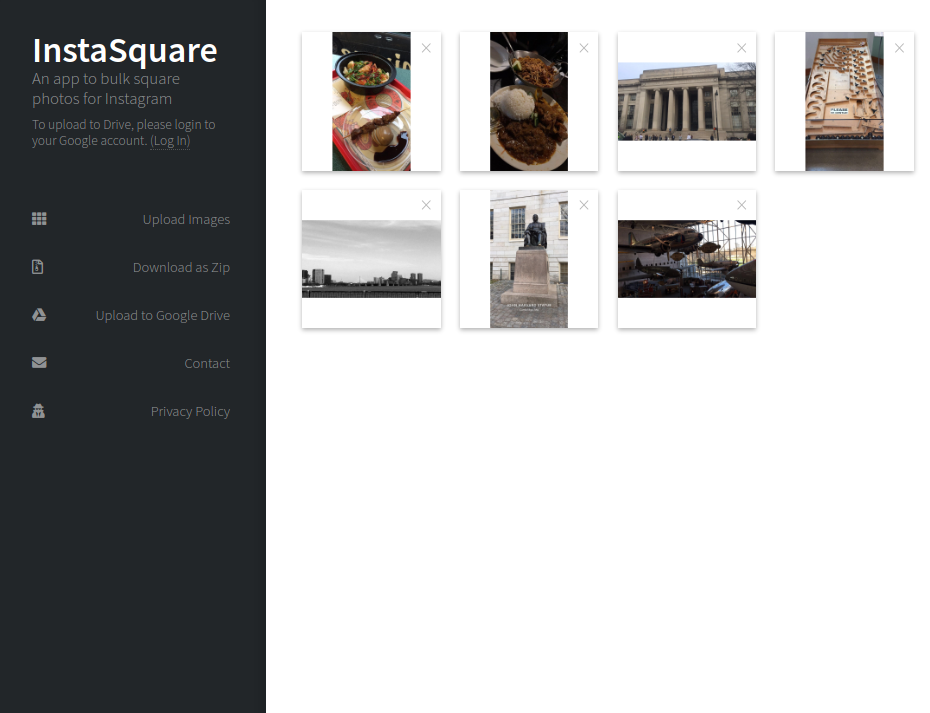 InstaSquare
An app to bulk square
photos for Instagram
To upload to Drive, please login to
your Google account. (Log In)
Upload Images
Download as Zip
Upload to Google Drive
Contact
Privacy Policy
PLEASE